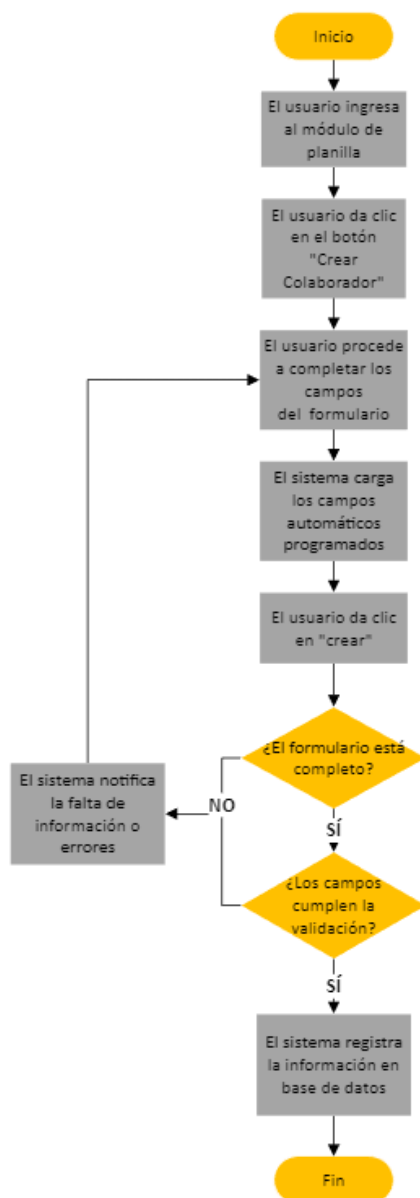 Inicio
El usuario ingresa
al módulo de
planilla
El usuario da clic
en el botón
"Crear
Colaborador"
El usuario procede
a completar los
campos
del formulario
El sistema carga
los campos
automáticos
programados
El usuario da clic
en "crear"
¿El formulario está
completo?
El sistema notifica
la falta de
información o
errores
NO
SÍ
¿Los campos
cumplen la
validación?
SÍ
El sistema registra
la información en
base de datos
Fin